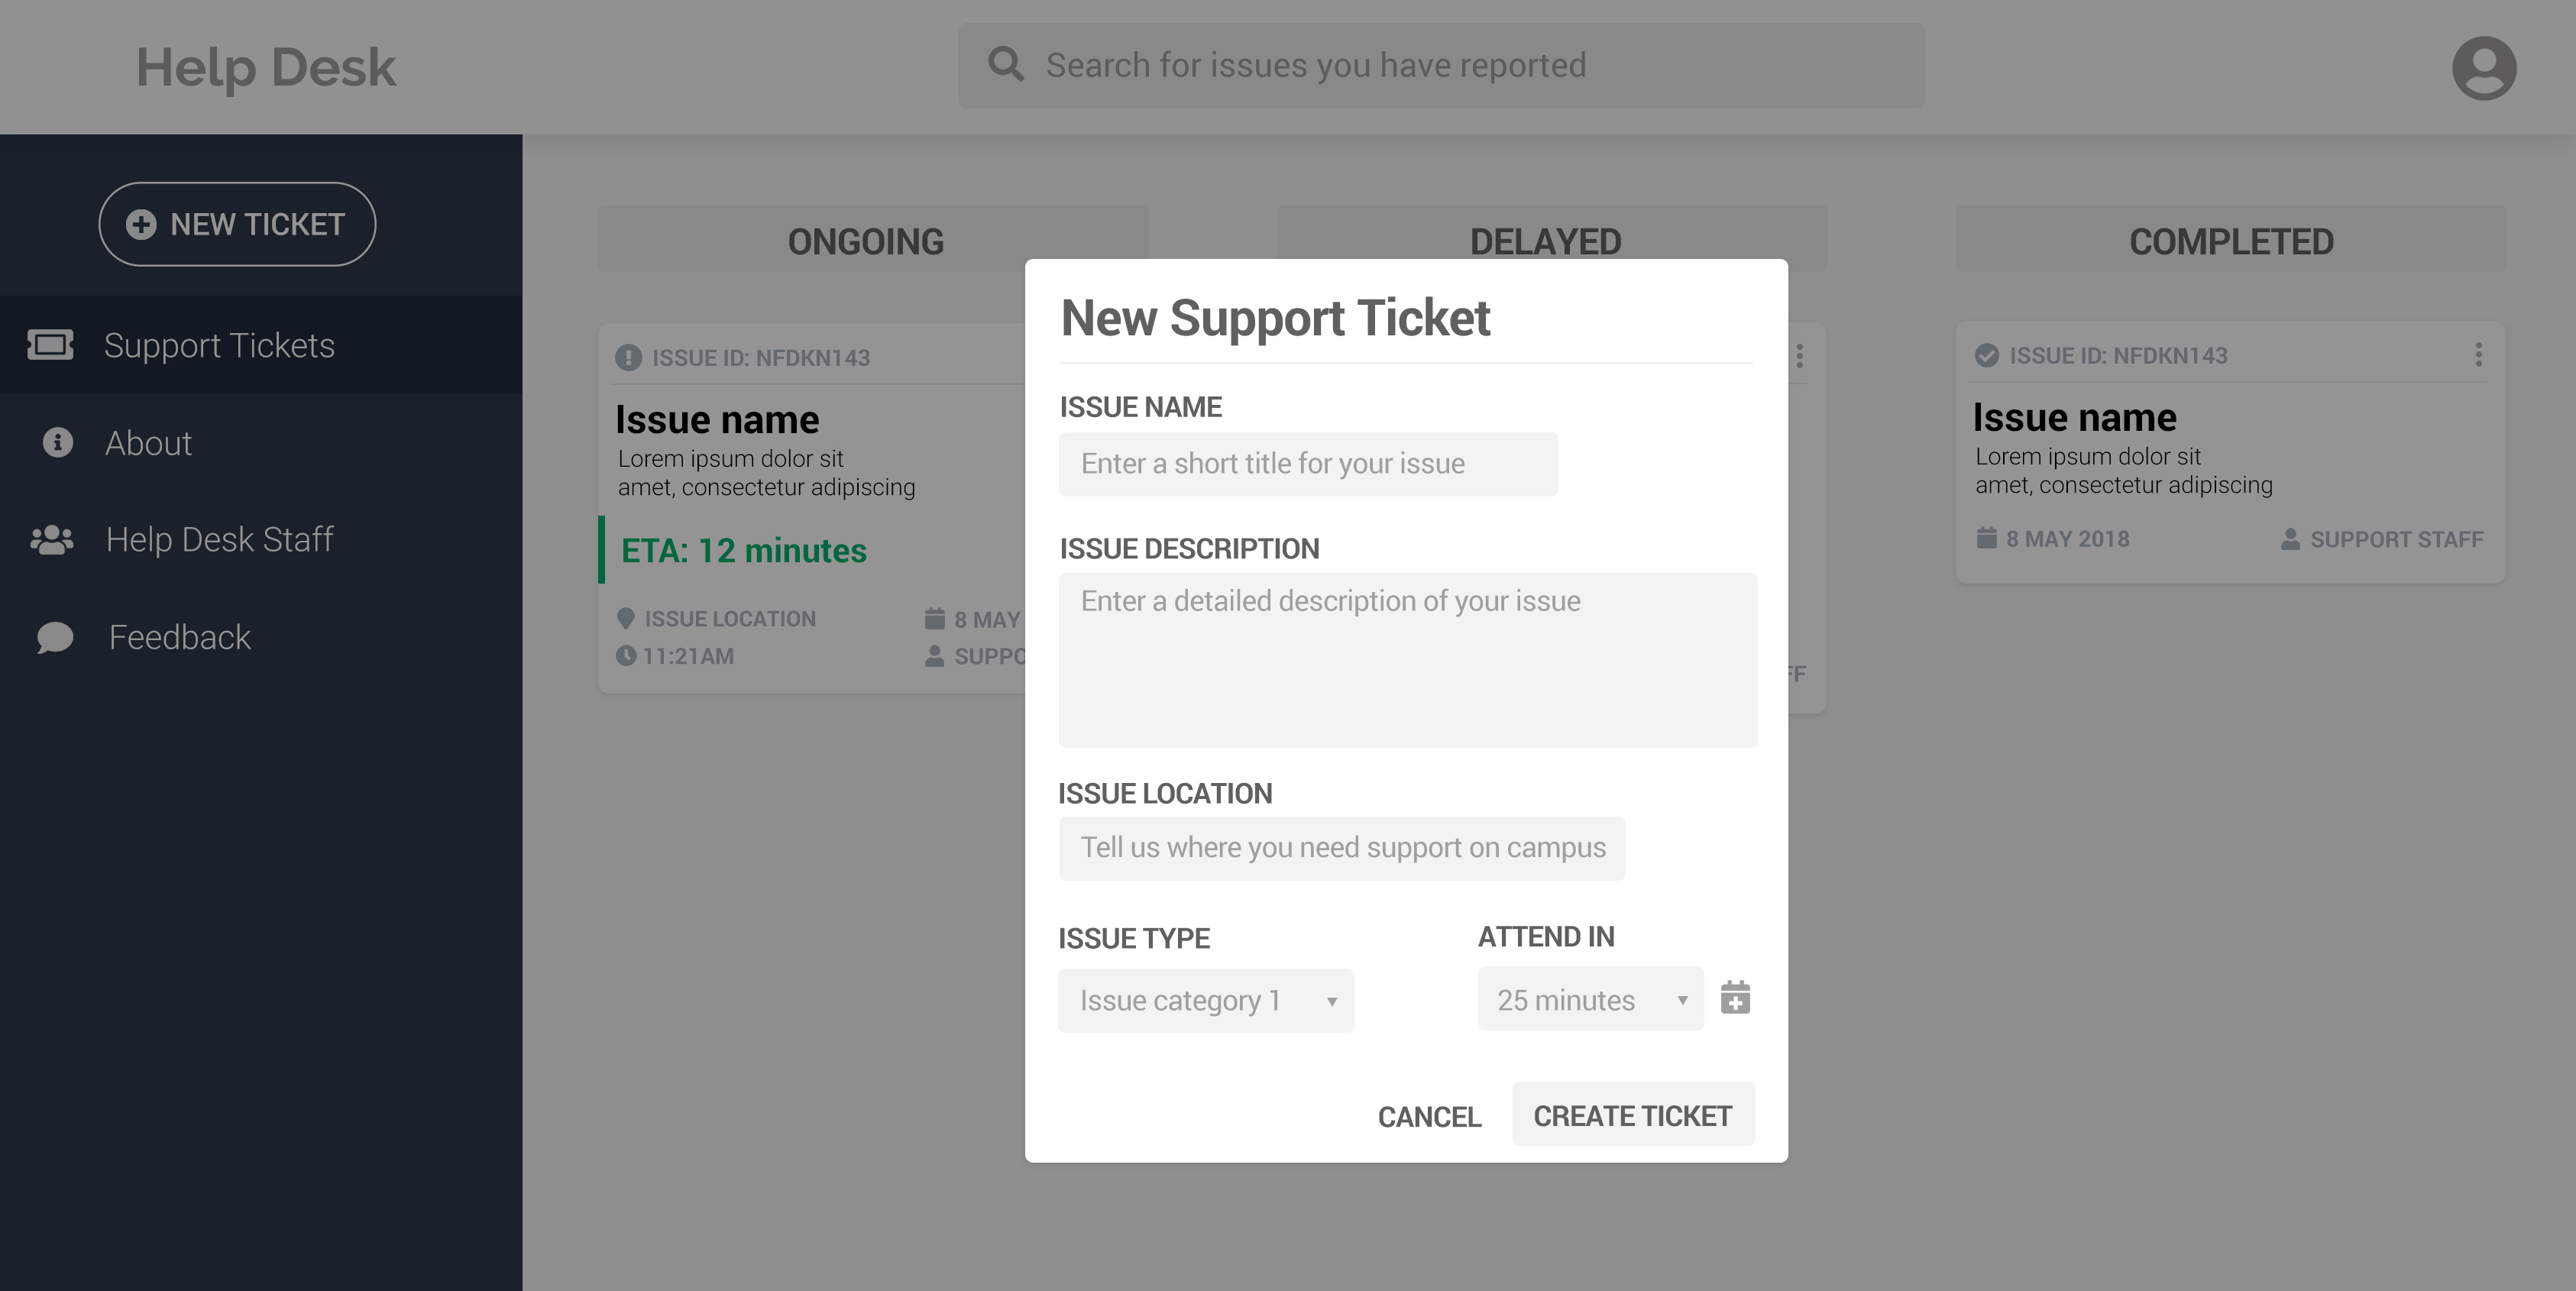 Help Desk
Search for issues you have reported
NEW TICKET
Support Tickets
About
Help Desk Staff
Feedback
ONGOING
DELAYED
COMPLETED
ISSUE ID: NFDKN143
Issue name
Lorem ipsum dolor sit
amet, consectetur adipiscing
ETA: 12 minutes
ISSUE LOCATION
8 MAY
11:21AM
New Support Ticket
ISSUE NAME
Enter a short title for your issue
ISSUE DESCRIPTION
Enter a detailed description of your issue
ISSUE LOCATION
Tell us where you need support on campus
ISSUE TYPE
Issue category 1
ATTEND IN
25 minutes
CANCEL
CREATE TICKET
ISSUE ID: NFDKN143
Issue name
Lorem ipsum dolor sit
amet, consectetur adipiscing
8 MAY 2018
SUPPORT STAFF